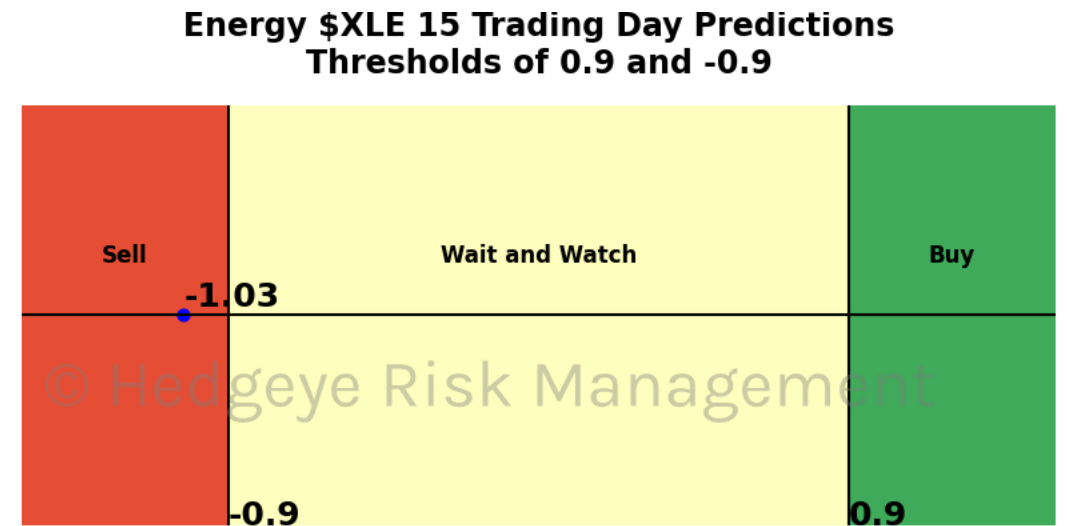 Energy $XLE 15 Trading Day Predictions
Thresholds of 0.9 and -0.9
Sell
Wait and Watch
Buy
-1.03
© Hedgeye Risk Management
-0.9
0.9